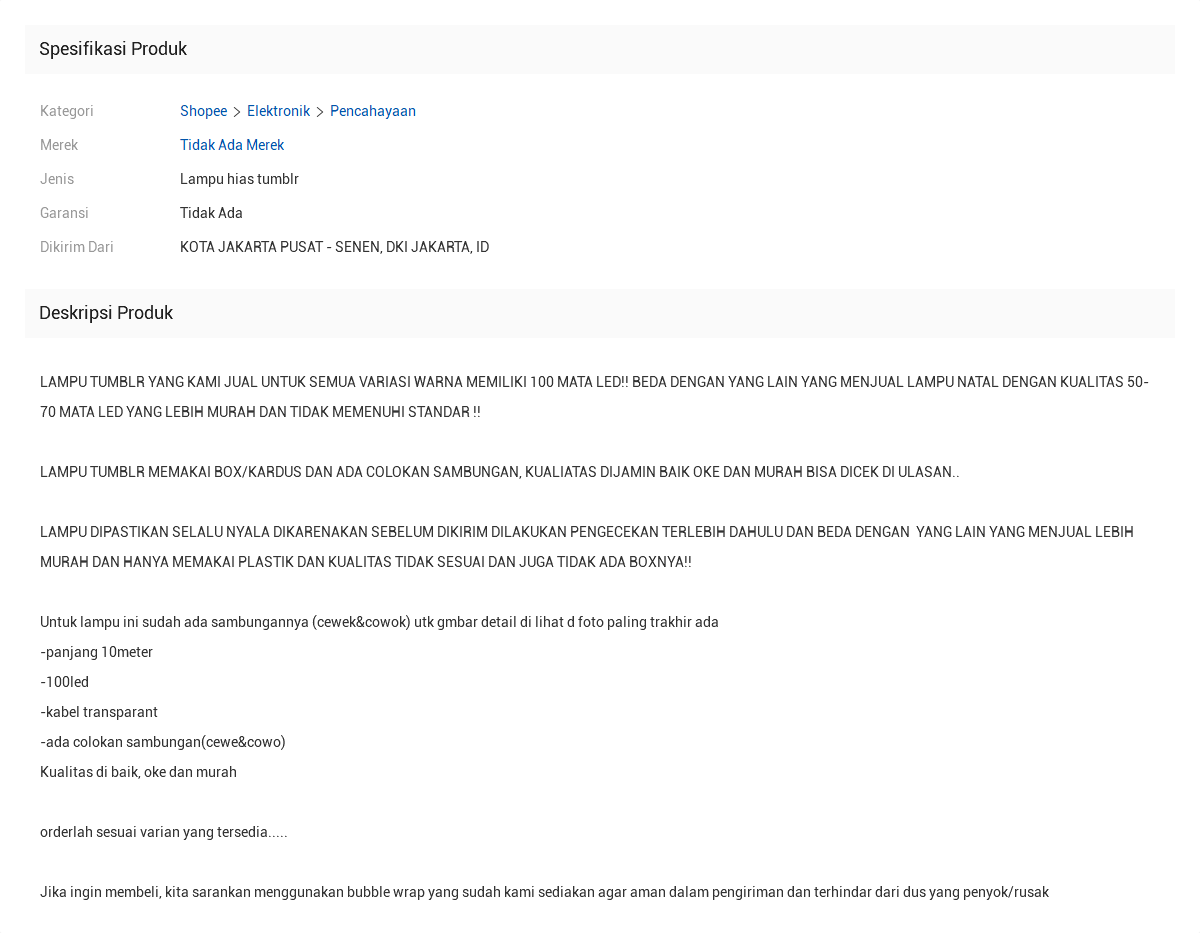 Spesifikasi Produk
Kategori Shopee > Elektronik > Pencahayaan
Merek Tidak Ada Merek
Jenis Lampu hias tumblr
Garansi Tidak Ada
Dikirim Dari KOTA JAKARTA PUSAT - SENEN, DKI JAKARTA, ID
Deskripsi Produk
LAMPU TUMBLR YANG KAMI JUAL UNTUK SEMUA VARIASI WARNA MEMILIKI 100 MATA LED!! BEDA DENGAN YANG LAIN YANG MENJUAL LAMPU NATAL DENGAN KUALITAS 50-
70 MATA LED YANG LEBIH MURAH DAN TIDAK MEMENUHI STANDAR !!
LAMPU TUMBLR MEMAKAI BOX/KARDUS DAN ADA COLOKAN SAMBUNGAN, KUALIATAS DIJAMIN BAIK OKE DAN MURAH BISA DICEK DI ULASAN..
LAMPU DIPASTIKAN SELALU NYALA DIKARENAKAN SEBELUM DIKIRIM DILAKUKAN PENGECEKAN TERLEBIH DAHULU DAN BEDA DENGAN  YANG LAIN YANG MENJUAL LEBIH
MURAH DAN HANYA MEMAKAI PLASTIK DAN KUALITAS TIDAK SESUAI DAN JUGA TIDAK ADA BOXNYA!!
Untuk lampu ini sudah ada sambungannya (cewek&cowok) utk gmbar detail di lihat d foto paling trakhir ada
-panjang 10meter
-100led
-kabel transparant
-ada colokan sambungan(cewe&cowo)
Kualitas di baik, oke dan murah
orderlah sesuai varian yang tersedia.....
Jika ingin membeli, kita sarankan menggunakan bubble wrap yang sudah kami sediakan agar aman dalam pengiriman dan terhindar dari dus yang penyok/rusak